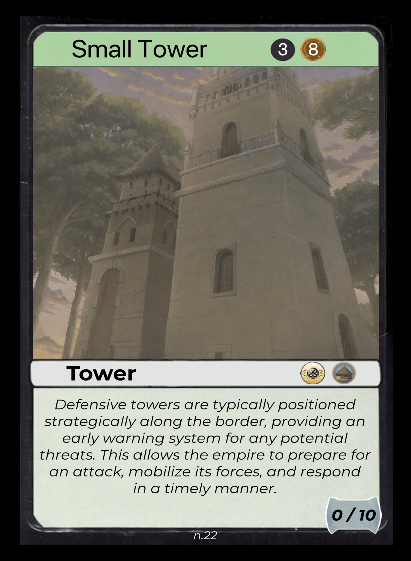 Small Tower 3 8
Tower
Defensive towers are typically positioned
strategically along the border, providing an
early warning system for any potential
threats. This allows the empire to prepare for
an attack, mobilize its forces, and respond
in a timely manner.
0 / 10
n.22